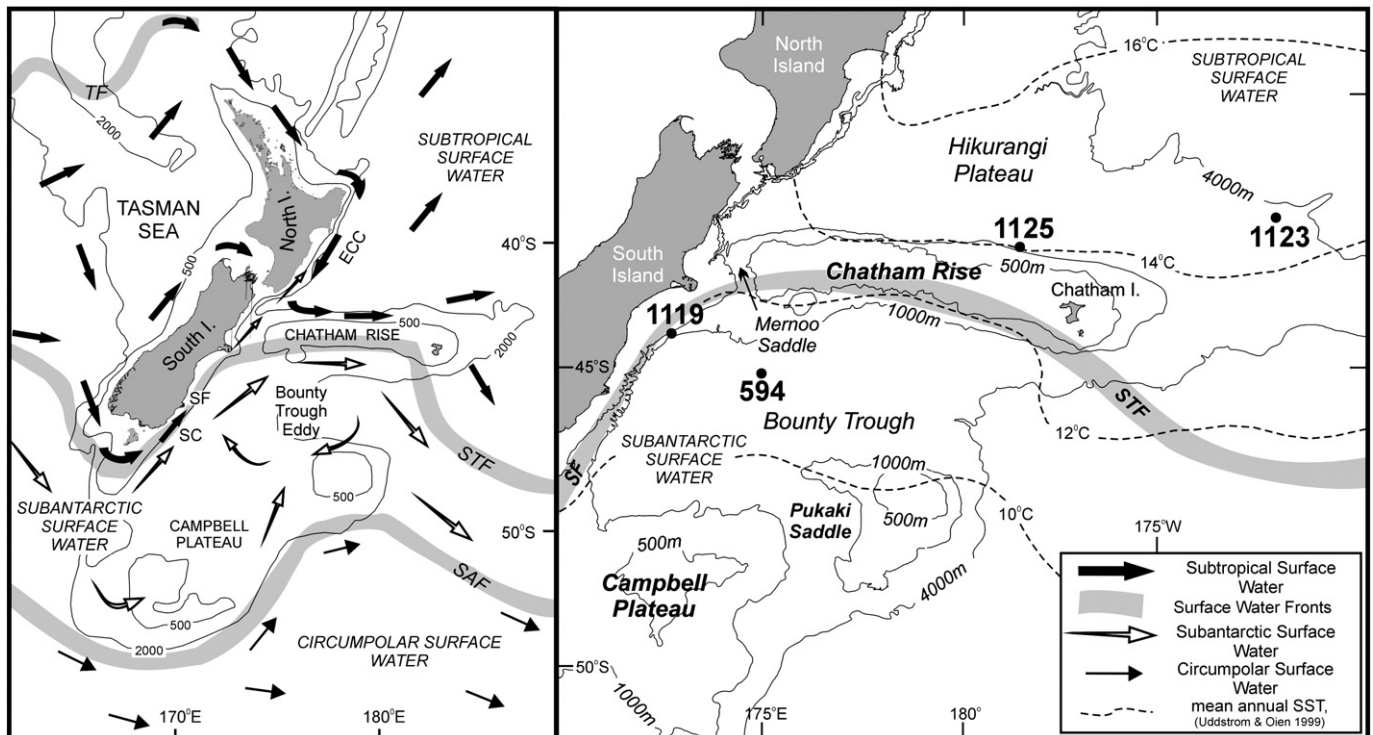 TF
2000
SUBTROPICAL
SURFACE
WATER
TASMAN
SEA
500
North I.
ECC
40°S
South I.
CHATHAM RISE
500
2000
SF
SC
Bounty
Trough
Eddy
STF
SUBANTARCTIC
SURFACE
WATER
CAMPBELL
PLATEAU
500
50°S
SAF
500
2000
CIRCUMPOLAR SURFACE
WATER
170°E
180°E
North
Island
16°C
SUBTROPICAL
SURFACE
WATER
Hikurangi
Plateau
4000m
1123
1125
South
Island
Chatham Rise
500m
14°C
Chatham I.
1119
Mernoo
Saddle
1000m
45°S
594
Bounty Trough
STF
12°C
SUBANTARCTIC
SURFACE
WATER
SF
1000m
500m
Pukaki
Saddle
10°C
175°W
500m
Campbell
Plateau
4000m
50°S
1000m
175°E
180°
Subtropical Surface
Water
Surface Water Fronts
Subantarctic Surface
Water
Circumpolar Surface
Water
mean annual SST,
(Uddstrom & Oien 1999)